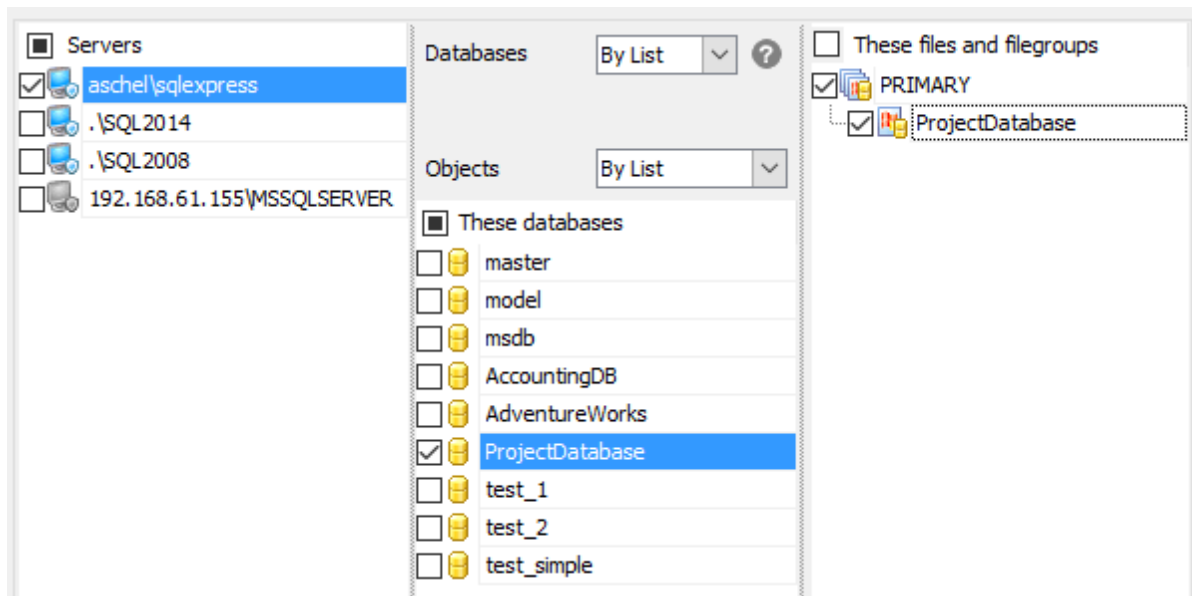 Servers
aschel\sqlexpress
.\SQL2014
.\SQL2008
192.168.61.155\MSSQLSERVER
Databases
By List
?
Objects
By List
These databases
master
model
msdb
AccountingDB
AdventureWorks
ProjectDatabase
test_1
test_2
test_simple
These files and filegroups
PRIMARY
ProjectDatabase